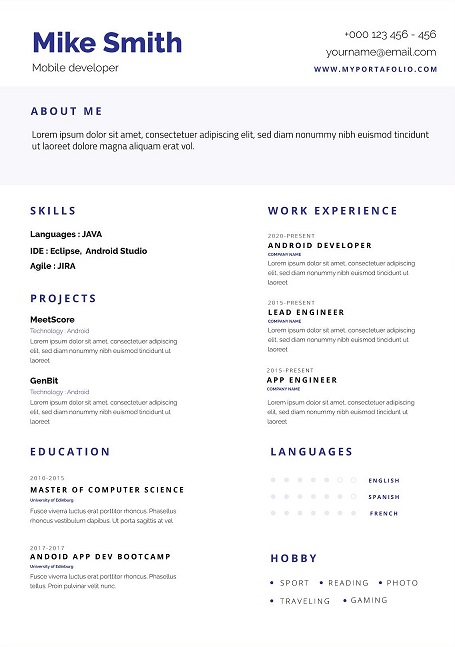 Mike Smith
Mobile developer
+000 123 456 - 456
yourname@email.com
WWW.MYPORTAFOLIO.COM
ABOUT ME
Lorem ipsum dolor sit amet, consectetuer adipiscing elit, sed diam nonummy nibh euismod tincidunt
ut laoreet dolore magna aliquam erat vol.
SKILLS
Languages : JAVA
IDE : Eclipse, Android Studio
Agile : JIRA
PROJECTS
MeetScore
Technology : Android
Lorem ipsum dolor sit amet, consectetuer adipiscing
elit, sed diam nonummy nibh euismod tincidunt ut
laoreet
GenBit
Technology : Android
Lorem ipsum dolor sit amet, consectetuer adipiscing
elit, sed diam nonummy nibh euismod tincidunt ut
laoreet
EDUCATION
2010-2015
MASTER OF COMPUTER SCIENCE
University of Edinburg
Fusce viverra luctus erat porttitor rhoncus. Phasellus
rhoncus vestibulum dapibus. Ut porta sagittis at vel
2017-2017
ANDOID APP DEV BOOTCAMP
University of Edinburg
Fusce viverra luctus erat porttitor rhoncus. Phasellus
tellus. Proin pulvinar velit nunc.
WORK EXPERIENCE
2020-PRESENT
ANDROID DEVELOPER
COMPANY NAME
Lorem ipsum dolor sit amet, consectetuer adipiscing
elit, sed diam nonummy nibh euismod tincidunt ut
laoreet
2015-PRESENT
LEAD ENGINEER
COMPANY NAME
Lorem ipsum dolor sit amet, consectetuer adipiscing
elit, sed diam nonummy nibh euismod tincidunt ut
laoreet
2015-PRESENT
APP ENGINEER
COMPANY NAME
Lorem ipsum dolor sit amet, consectetuer adipiscing
elit, sed diam nonummy nibh euismod tincidunt ut
laoreet
LANGUAGES
ENGLISH
SPANISH
FRENCH
HOBBY
• SPORT • READING • PHOTO
• TRAVELING • GAMING